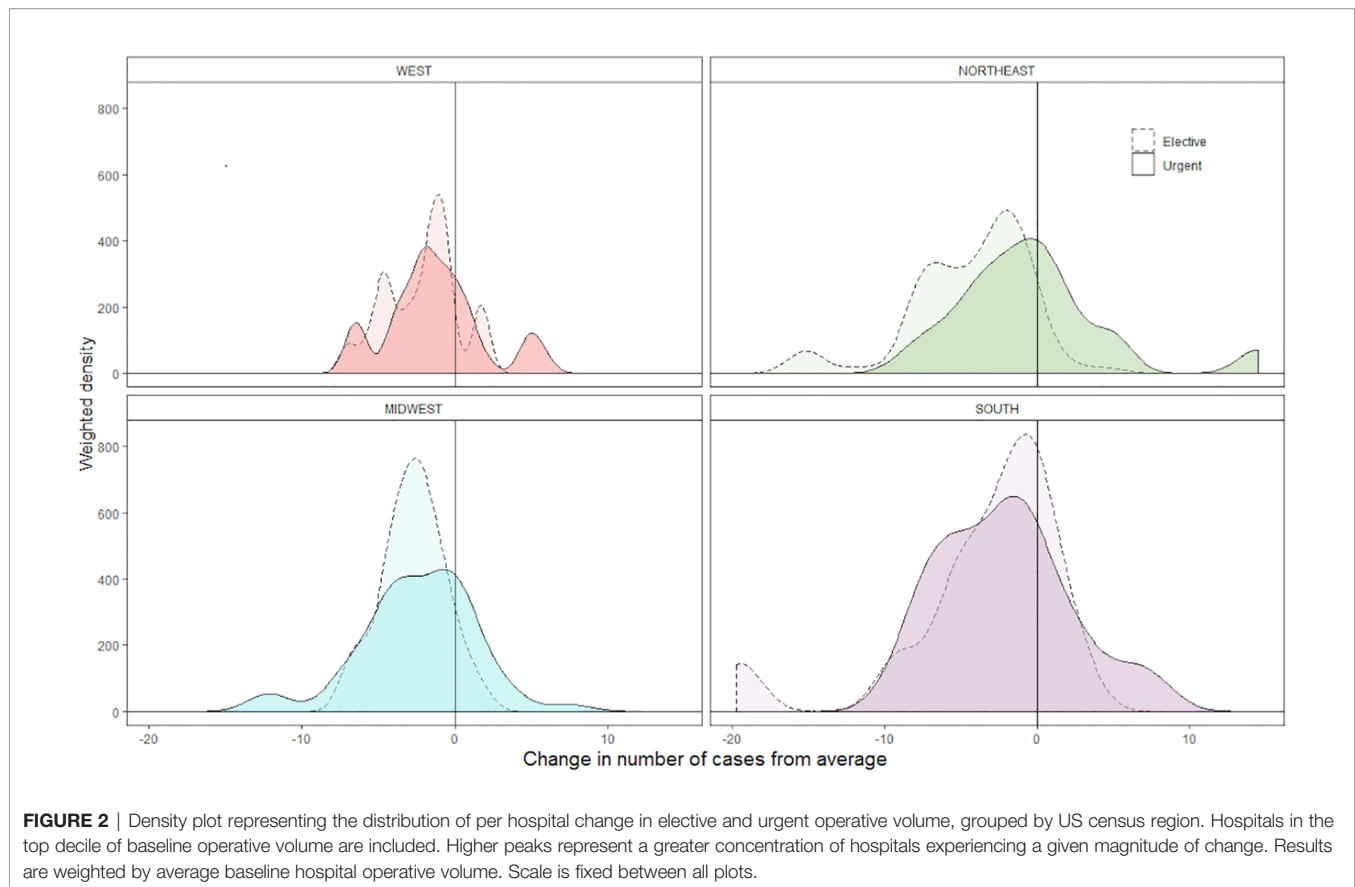 WEST
NORTHEAST
800
600
400
200
0
Elective
Urgent
Weighted density
MIDWEST
SOUTH
800
600
400
200
0
-20
-10
0
-20
-10
0
10
10
Change in number of cases from average
FIGURE 2 | Density plot representing the distribution of per hospital change in elective and urgent operative volume, grouped by US census region. Hospitals in the
top decile of baseline operative volume are included. Higher peaks represent a greater concentration of hospitals experiencing a given magnitude of change. Results
are weighted by average baseline hospital operative volume. Scale is fixed between all plots.